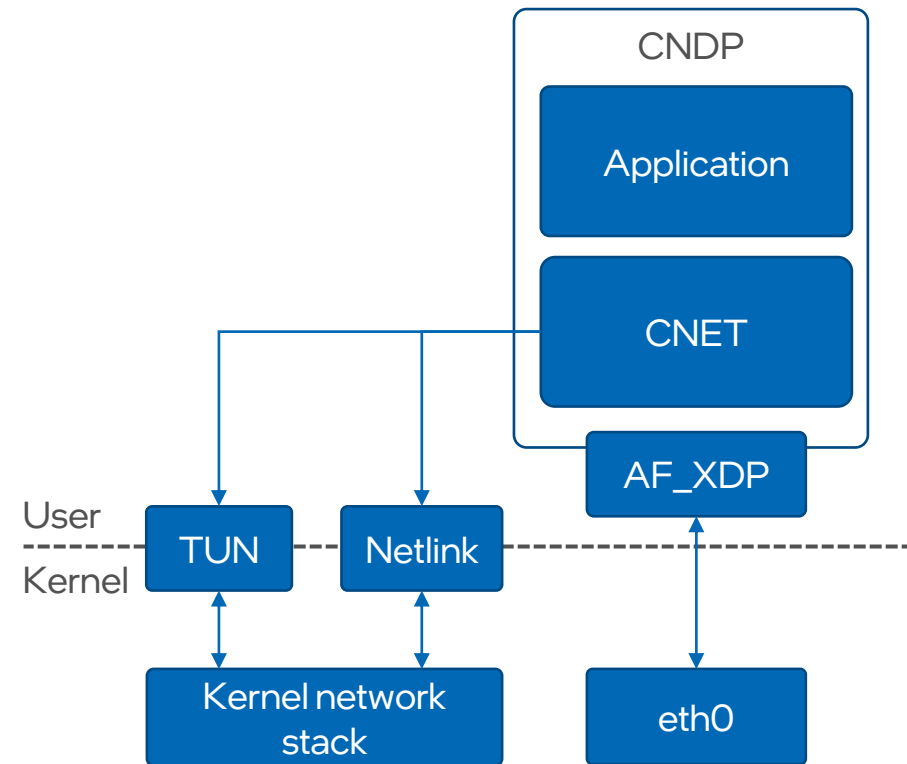 CNDP
Application
CNET
AF_XDP
User
TUN
Netlink
Kernel
Kernel network
stack
eth0